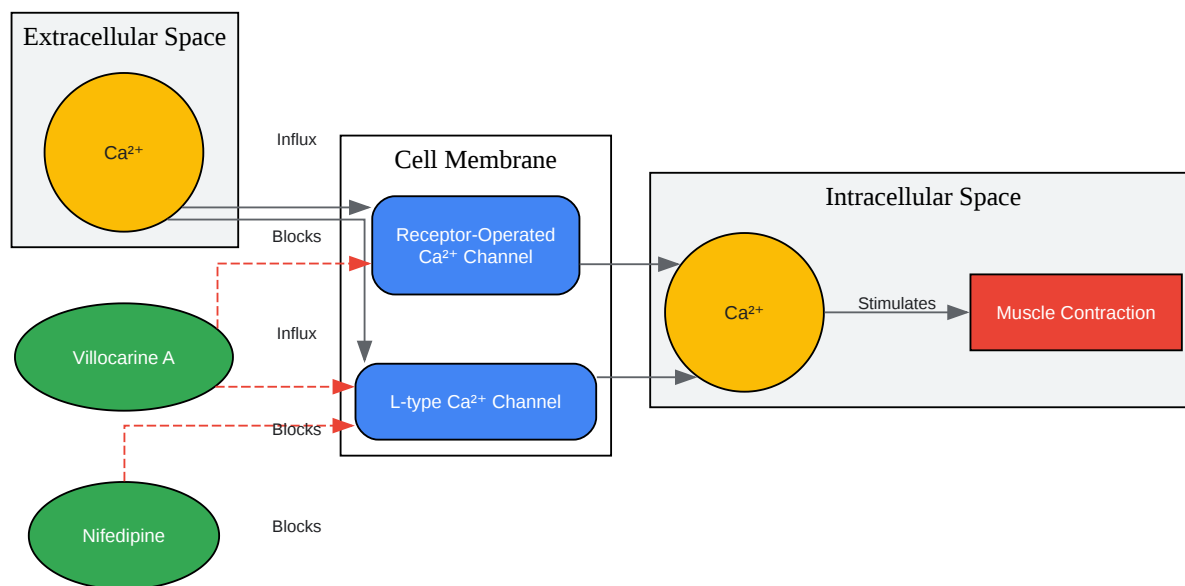 Extracellular Space
Ca²⁺
Influx
Cell Membrane
Intracellular Space
Receptor-Operated
Ca²⁺ Channel
Blocks
Ca²⁺
Stimulates
Muscle Contraction
Influx
Villocarine A
L-type Ca²⁺ Channel
Blocks
Nifedipine
Blocks